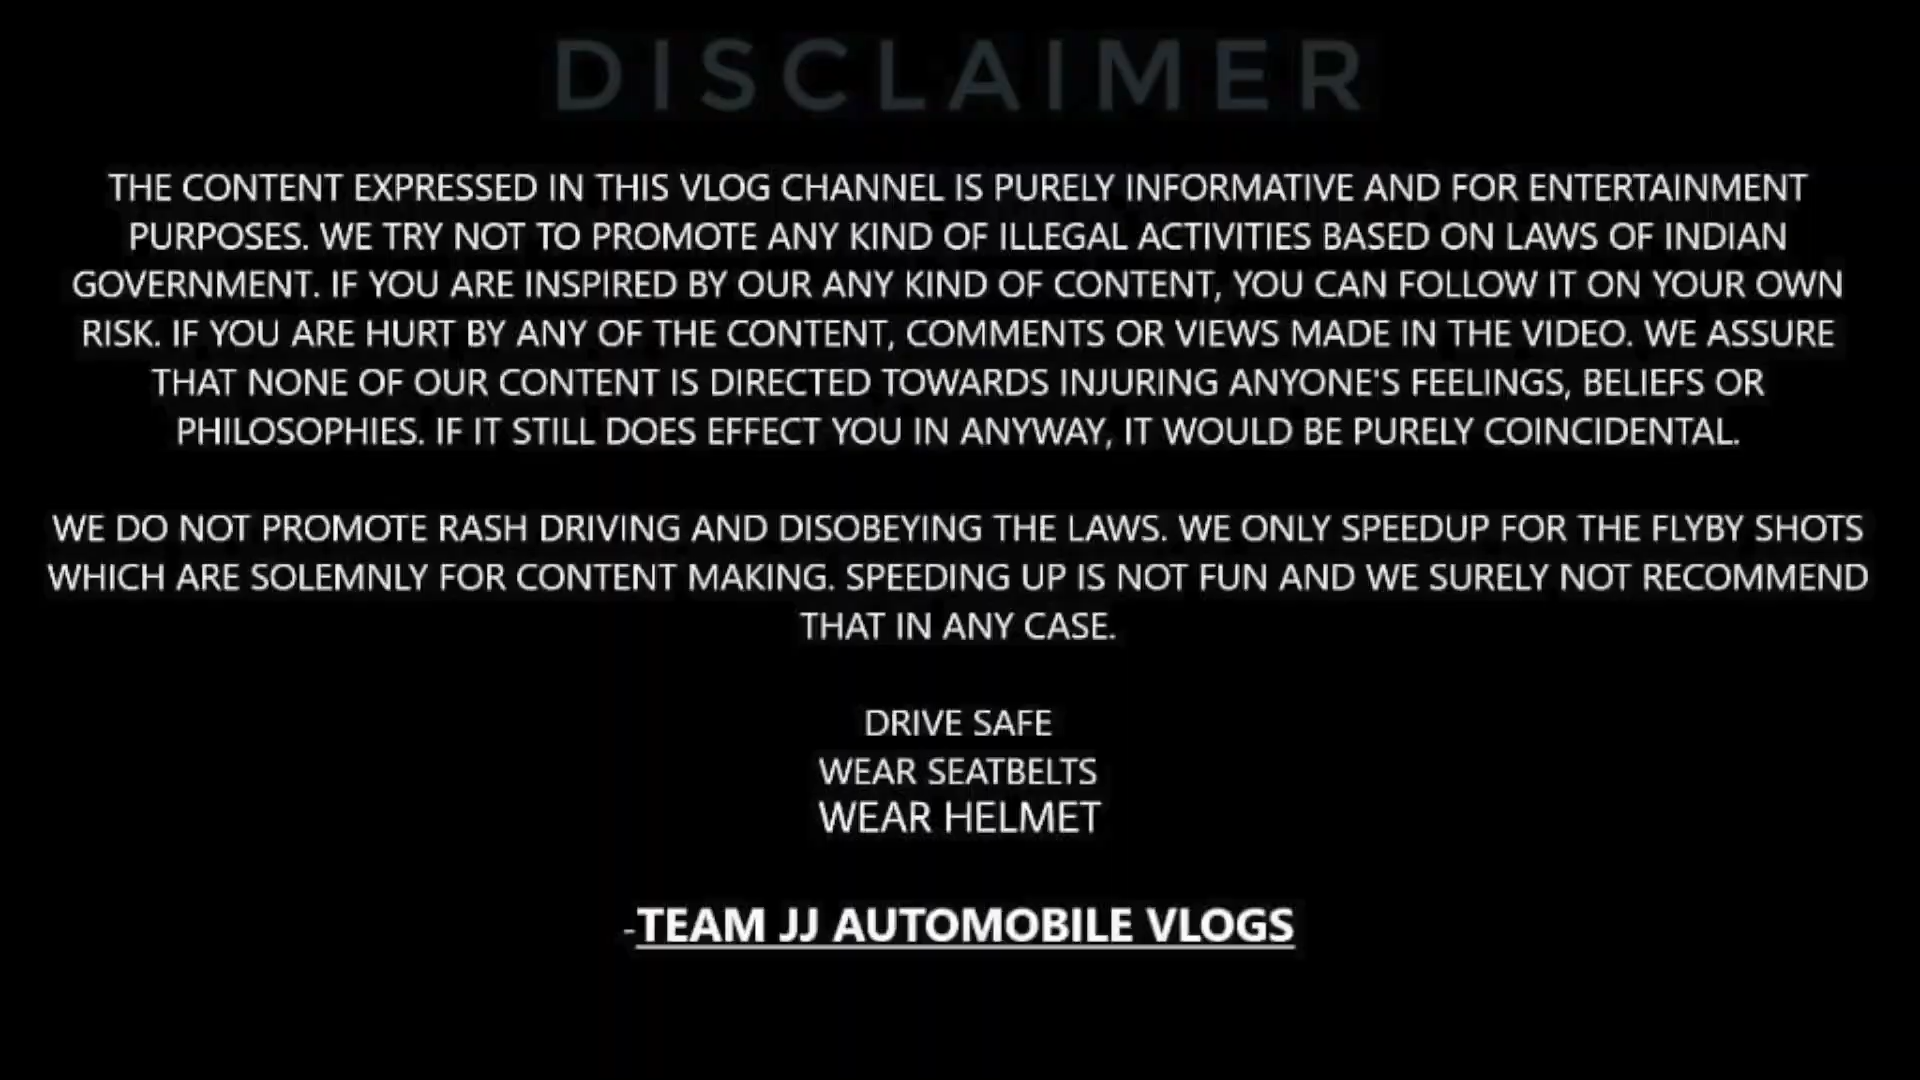 DISCLAIMER
THE CONTENT EXPRESSED IN THIS VLOG CHANNEL IS PURELY INFORMATIVE AND FOR ENTERTAINMENT
PURPOSES. WE TRY NOT TO PROMOTE ANY KIND OF ILLEGAL ACTIVITIES BASED ON LAWS OF INDIAN
GOVERNMENT. IF YOU ARE INSPIRED BY OUR ANY KIND OF CONTENT, YOU CAN FOLLOW IT ON YOUR OWN
RISK. IF YOU ARE HURT BY ANY OF THE CONTENT, COMMENTS OR VIEWS MADE IN THE VIDEO. WE ASSURE
THAT NONE OF OUR CONTENT IS DIRECTED TOWARDS INJURING ANYONE'S FEELINGS, BELIEFS OR
PHILOSOPHIES. IF IT STILL DOES EFFECT YOU IN ANYWAY, IT WOULD BE PURELY COINCIDENTAL.
WE DO NOT PROMOTE RASH DRIVING AND DISOBEYING THE LAWS. WE ONLY SPEEDUP FOR THE FLYBY SHOTS
WHICH ARE SOLEMNLY FOR CONTENT MAKING. SPEEDING UP IS NOT FUN AND WE SURELY NOT RECOMMEND
THAT IN ANY CASE.
DRIVE SAFE
WEAR SEATBELTS
WEAR HELMET
-TEAM JJ AUTOMOBILE VLOGS